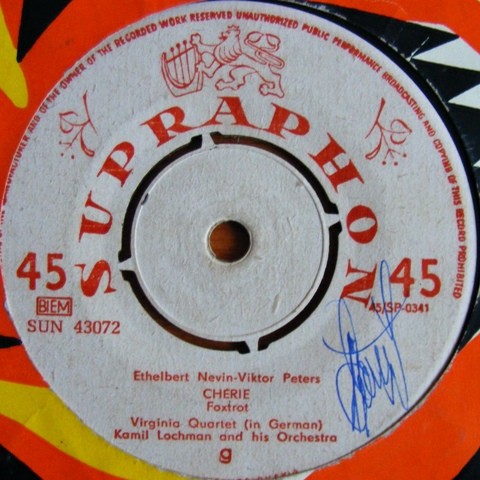 MANUFACTURER AND OF THE OWNER OF THE RECORDED WORK RESERVED UNAUTHORIZED PUBLIC PERFORMANCE BROADCASTING AND COPYING OF THIS RECORD PROHIBITED
SUPRAPHON
45 45
BIEM 45/SP-0341
SUN 43072
Ethelbert Nevin-Viktor Peters
CHERIE
Foxtrot
Virginia Quartet (in German)
Kamil Lochman and his Orchestra
g